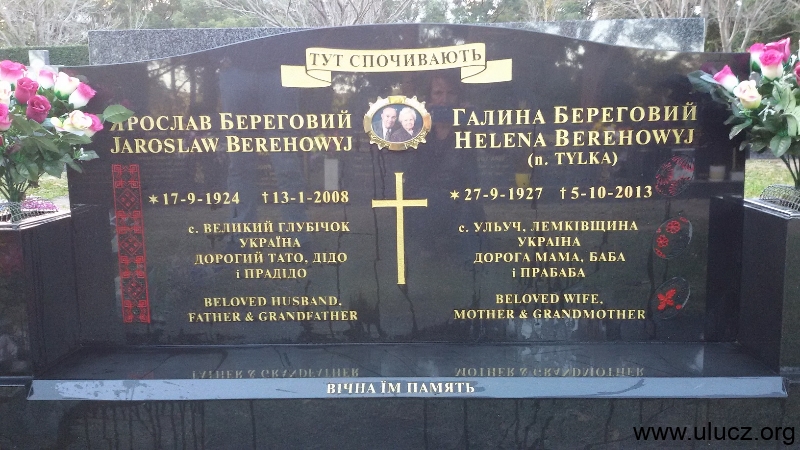 ТУТ СПОЧИВАЮТЬ
ЯРОСЛАВ БЕРЕГОВИЙ
JAROSLAW BEREHOWYJ
✶17-9-1924 †13-1-2008
с. ВЕЛИКИЙ ГЛУБІЧОК
УКРАЇНА
ДОРОГИЙ ТАТО, ДІДО
і ПРАДІДО
BELOVED HUSBAND,
FATHER & GRANDFATHER
ГАЛИНА БЕРЕГОВИЙ
HELENA BEREHOWYJ
(n. TYLKA)
✶27-9-1927 †5-10-2013
с. УЛЬУЧ, ЛЕМКІВЩИНА
УКРАІНА
ДОРОГА МАМА, БАБА
і ПРАБАБА
BELOVED WIFE,
MOTHER & GRANDMOTHER
ВІЧНА ЇМ ПАМЯТЬ
www.ulucz.org